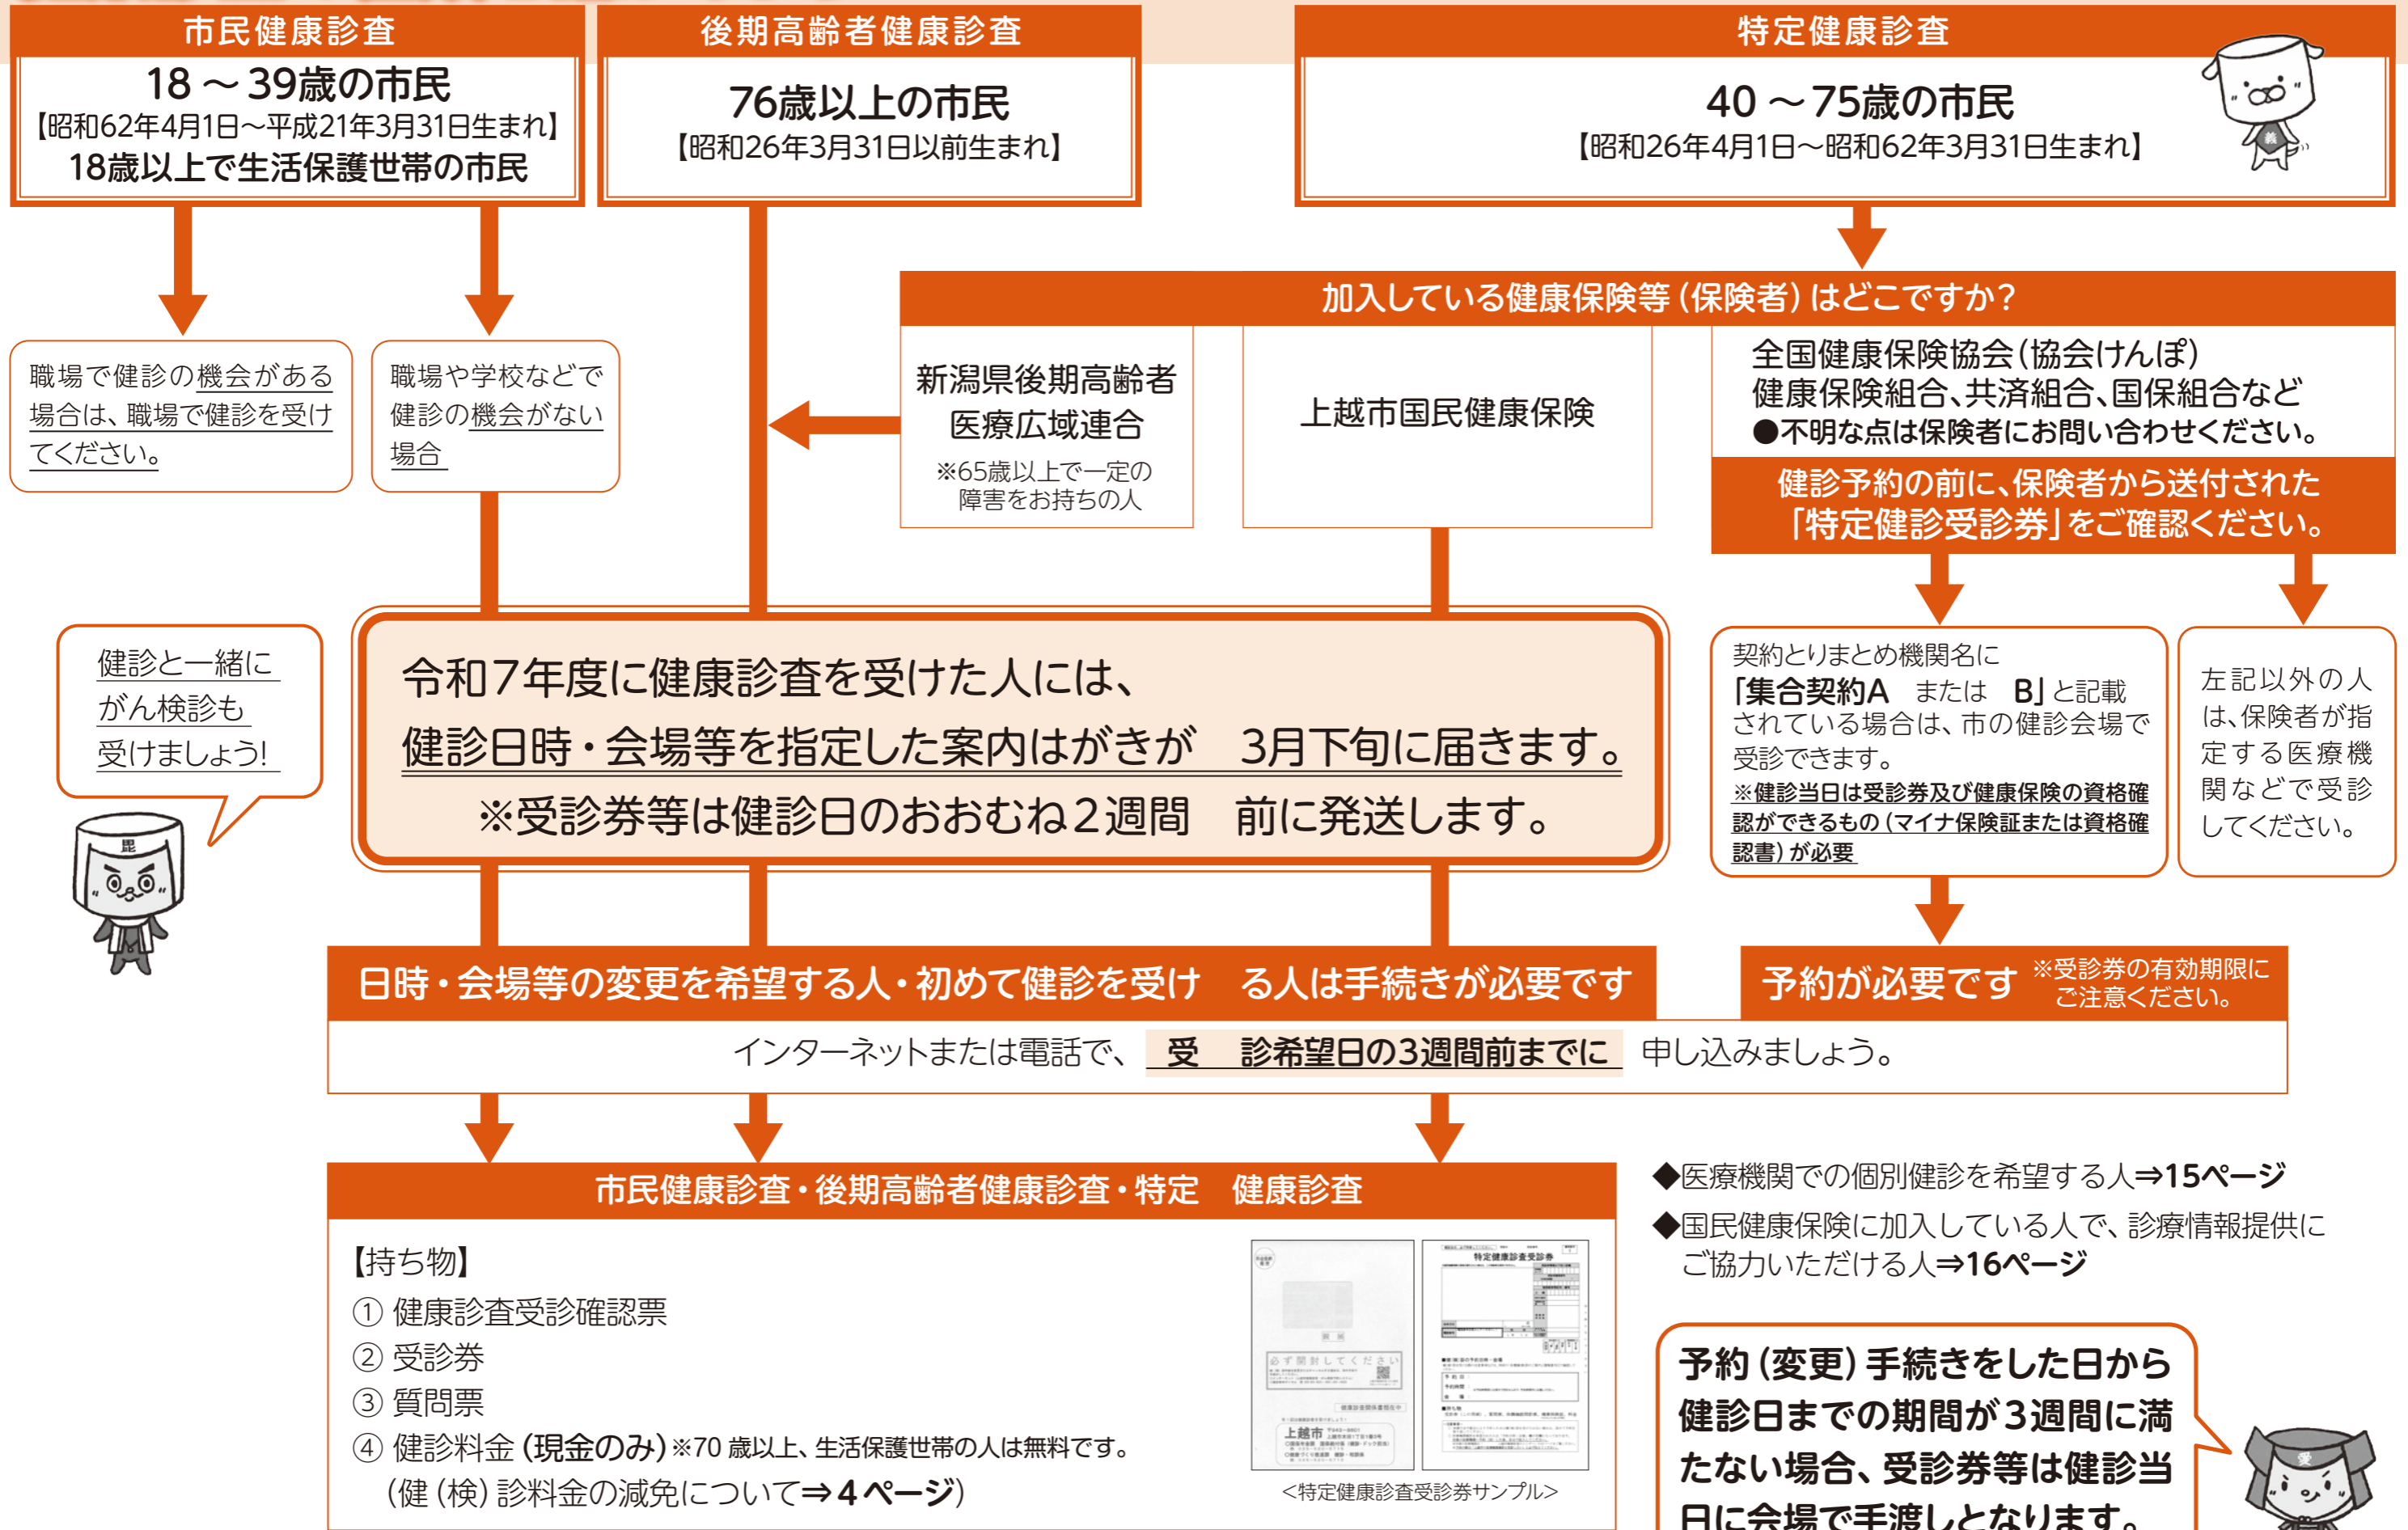 市民健康診査
18～39歳の市民
【昭和62年4月1日～平成21年3月31日生まれ】
18歳以上で生活保護世帯の市民
後期高齢者健康診査
76歳以上の市民
【昭和26年3月31日以前生まれ】
特定健康診査
40～75歳の市民
【昭和26年4月1日～昭和62年3月31日生まれ】
義
職場で健診の機会がある
場合は、職場で健診を受け
てください。
職場や学校などで
健診の機会がない
場合
加入している健康保険等(保険者)はどこですか?
新潟県後期高齢者
医療広域連合
※65歳以上で一定の
障害をお持ちの人
上越市国民健康保険
全国健康保険協会(協会けんぽ)
健康保険組合、共済組合、国保組合など
●不明な点は保険者にお問い合わせください。
健診予約の前に、保険者から送付された
「特定健診受診券」をご確認ください。
健診と一緒に
がん検診も
受けましょう!
毘
令和7年度に健康診査を受けた人には、
健診日時・会場等を指定した案内はがきが　3月下旬に届きます。
※受診券等は健診日のおおむね2週間　前に発送します。
契約とりまとめ機関名に
「集合契約A　または　B」と記載
されている場合は、市の健診会場で
受診できます。
※健診当日は受診券及び健康保険の資格確
認ができるもの(マイナ保険証または資格確
認書)が必要
左記以外の人
は、保険者が指
定する医療機
関などで受診
してください。
日時・会場等の変更を希望する人・初めて健診を受け　る人は手続きが必要です
予約が必要です ※受診券の有効期限に
ご注意ください。
インターネットまたは電話で、 受　診希望日の3週間前までに 申し込みましょう。
市民健康診査・後期高齢者健康診査・特定　健康診査
【持ち物】
① 健康診査受診確認票
② 受診券
③ 質問票
④ 健診料金(現金のみ)※70歳以上、生活保護世帯の人は無料です。
(健(検)診料金の減免について⇒4ページ)
必ず開封してください
上越市
特定健康診査受診券
＜特定健康診査受診券サンプル＞
◆医療機関での個別健診を希望する人⇒15ページ
◆国民健康保険に加入している人で、診療情報提供に
ご協力いただける人⇒16ページ
予約(変更)手続きをした日から
健診日までの期間が3週間に満
たない場合、受診券等は健診当
日に会場で手渡しとなります。
愛